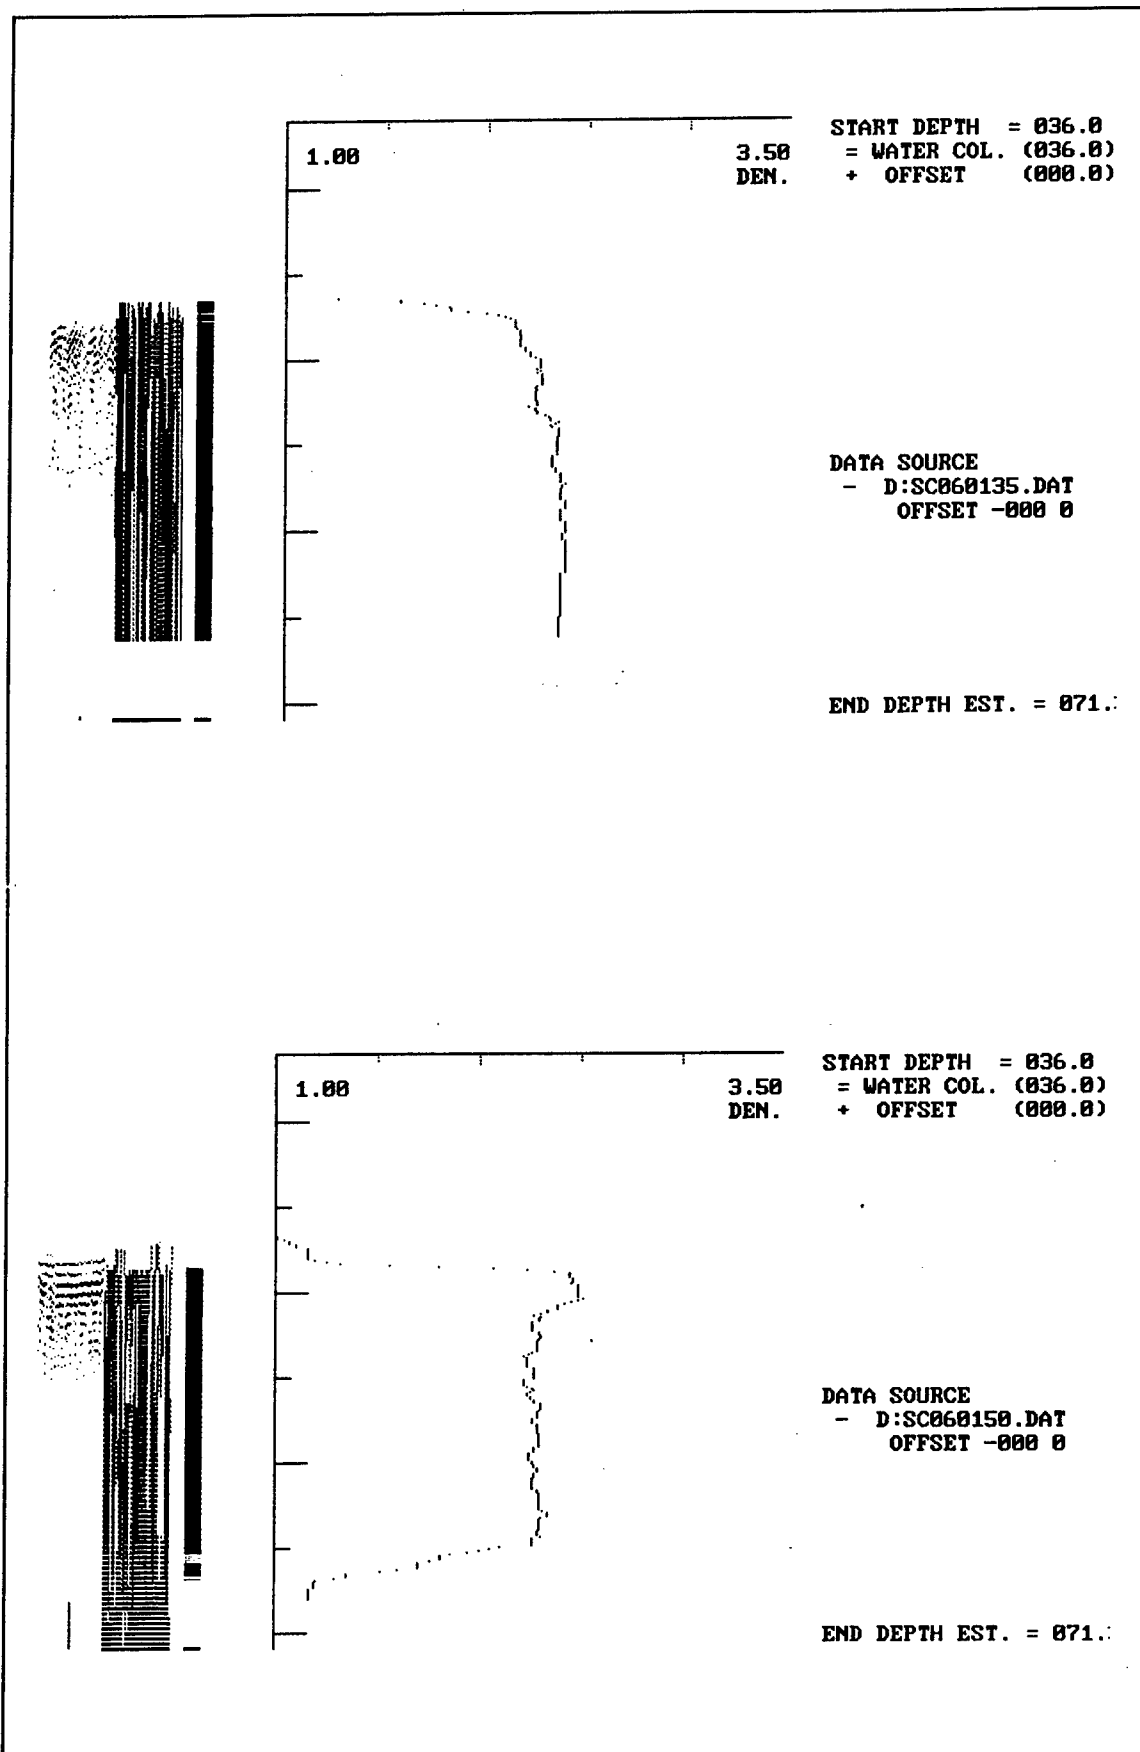 1.00
3.50
DEN.
START DEPTH = 036.0
= WATER COL. (036.0)
+ OFFSET (000.0)
DATA SOURCE
- D:SC060135.DAT
OFFSET -000 0
END DEPTH EST. = 071.
1.00
3.50
DEN.
START DEPTH = 036.0
= WATER COL. (036.0)
+ OFFSET (000.0)
DATA SOURCE
- D:SC060150.DAT
OFFSET -000 0
END DEPTH EST. = 071.